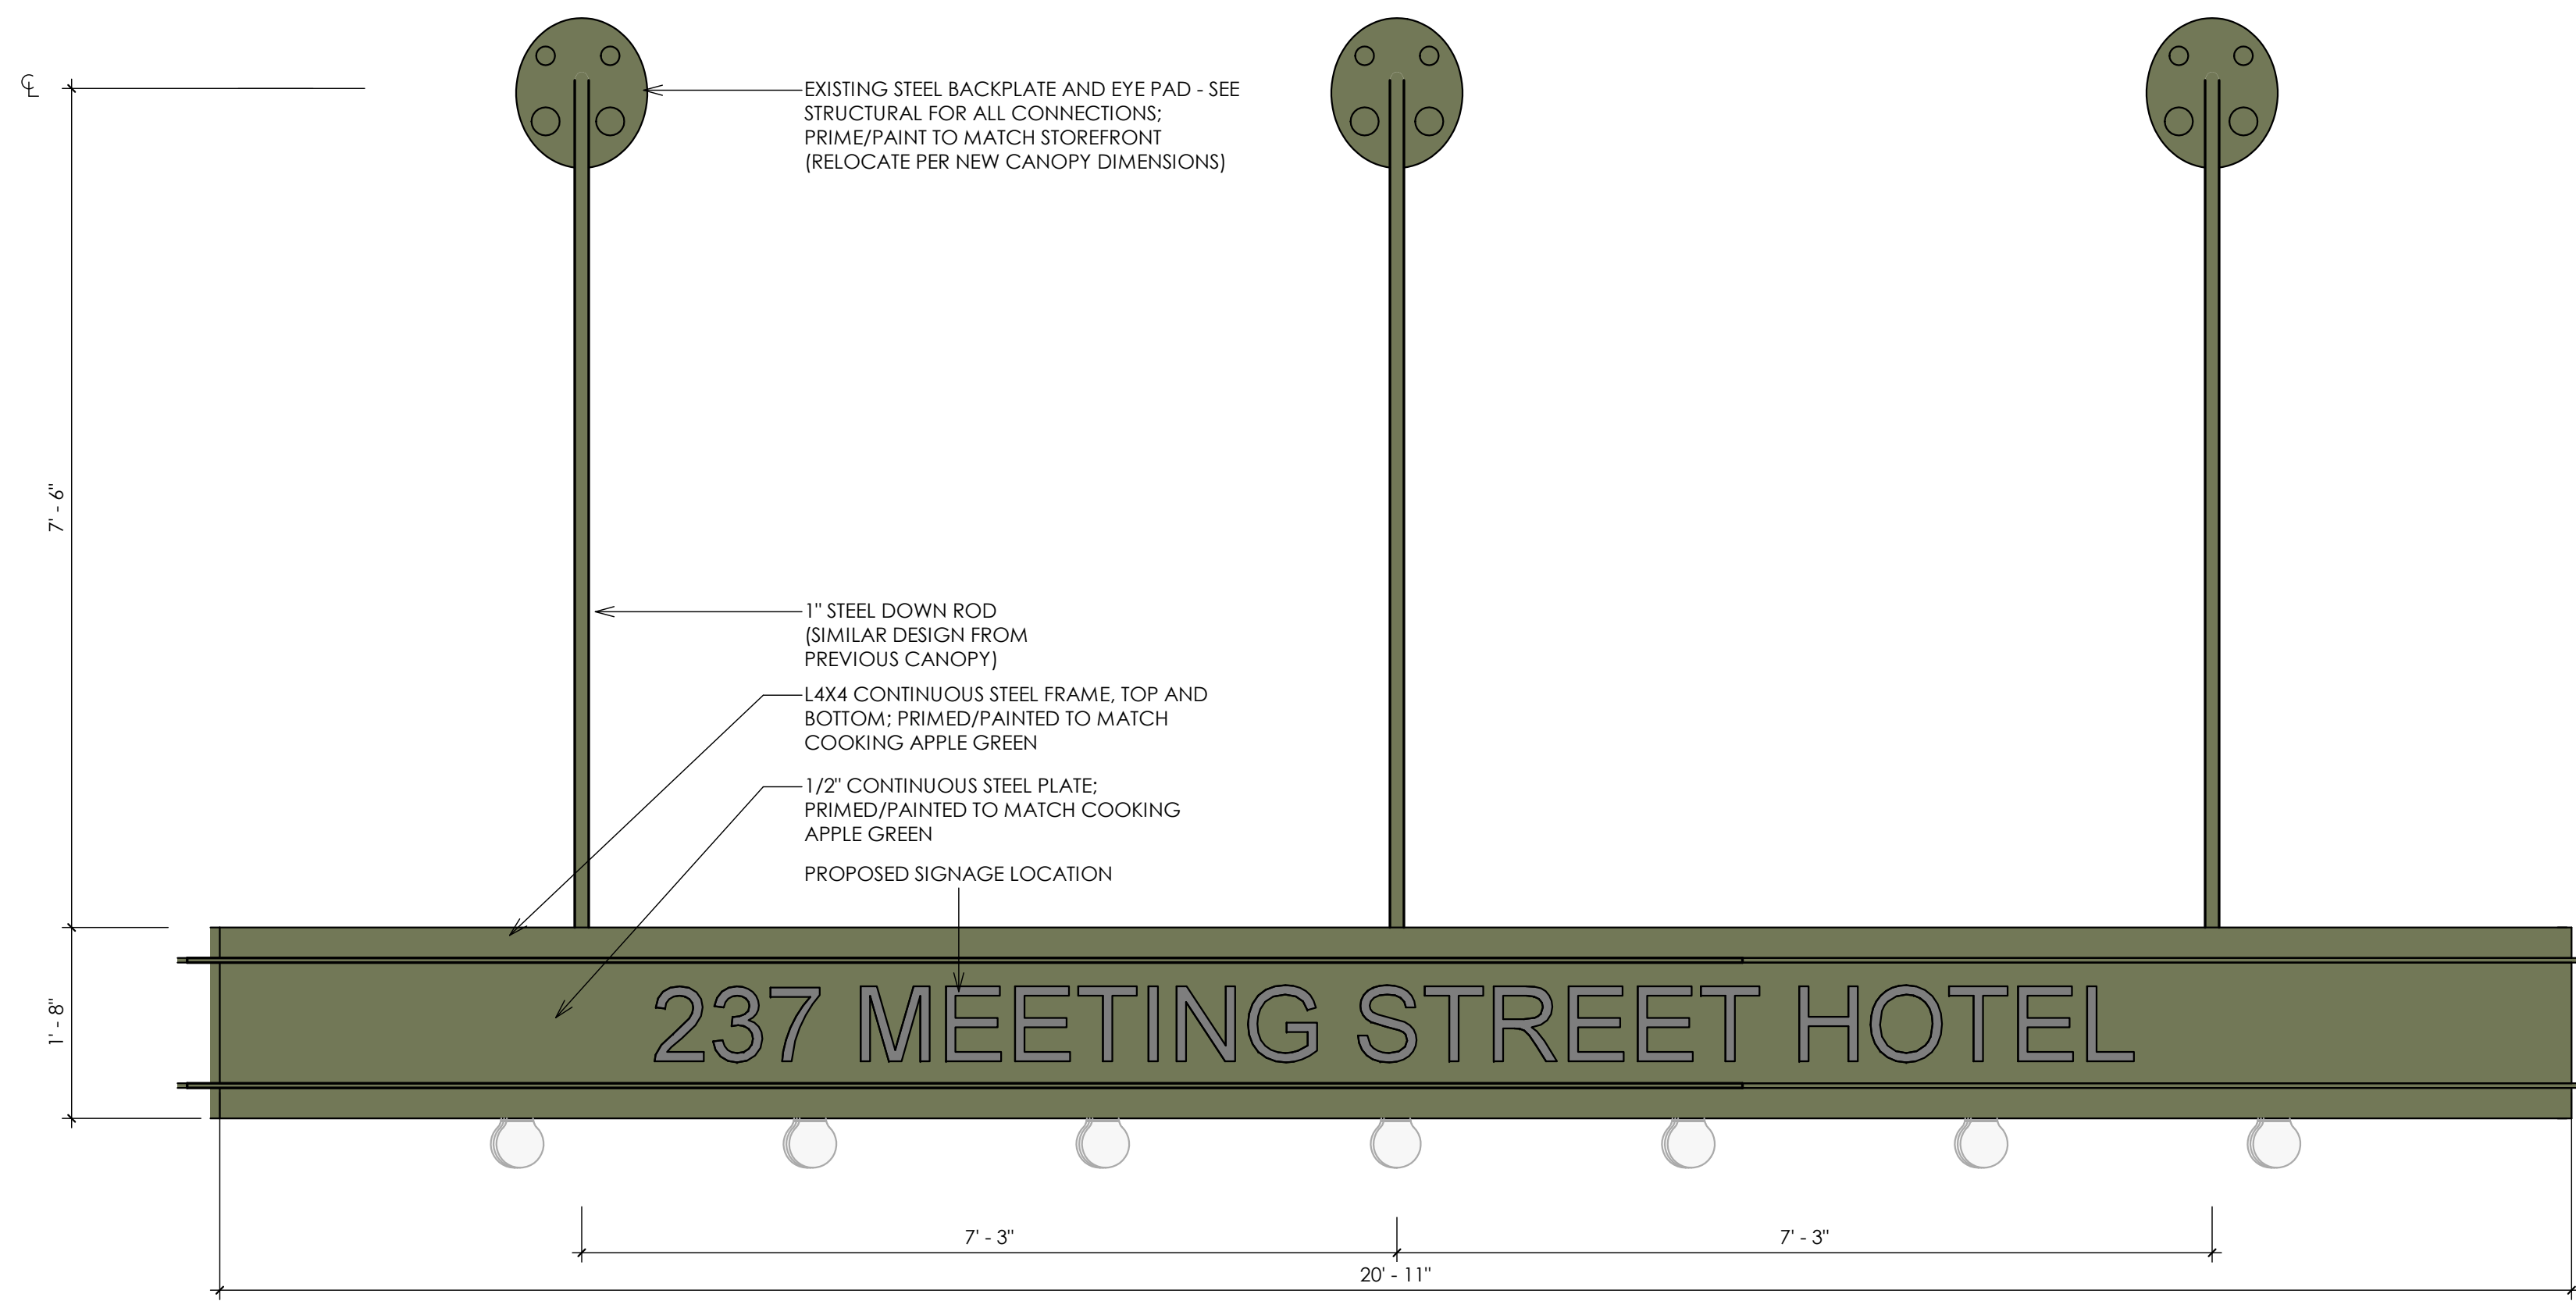 ℄
EXISTING STEEL BACKPLATE AND EYE PAD - SEE
STRUCTURAL FOR ALL CONNECTIONS;
PRIME/PAINT TO MATCH STOREFRONT
(RELOCATE PER NEW CANOPY DIMENSIONS)
7' - 6"
1" STEEL DOWN ROD
(SIMILAR DESIGN FROM
PREVIOUS CANOPY)
L4X4 CONTINUOUS STEEL FRAME, TOP AND
BOTTOM; PRIMED/PAINTED TO MATCH
COOKING APPLE GREEN
1/2" CONTINUOUS STEEL PLATE;
PRIMED/PAINTED TO MATCH COOKING
APPLE GREEN
PROPOSED SIGNAGE LOCATION
1' - 8"
237 MEETING STREET HOTEL
7' - 3"
7' - 3"
20' - 11"